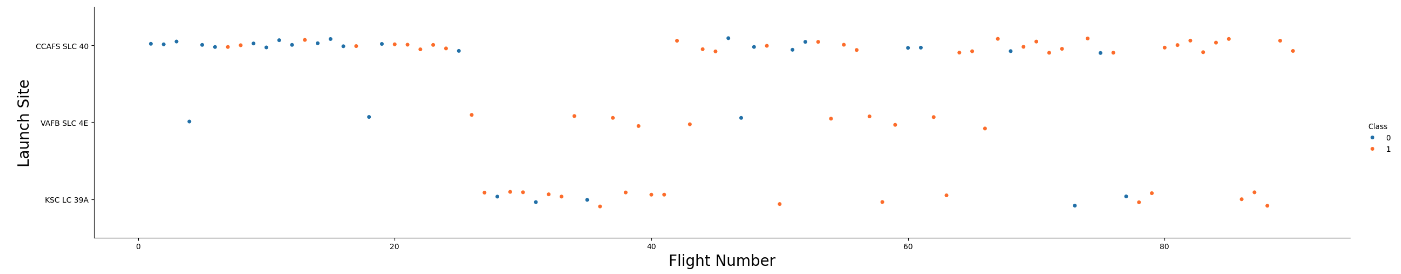 Launch Site
CCAFS SLC 40
VAFB SLC 4E
KSC LC 39A
0 20 40 60 80
Flight Number
Class
0
1